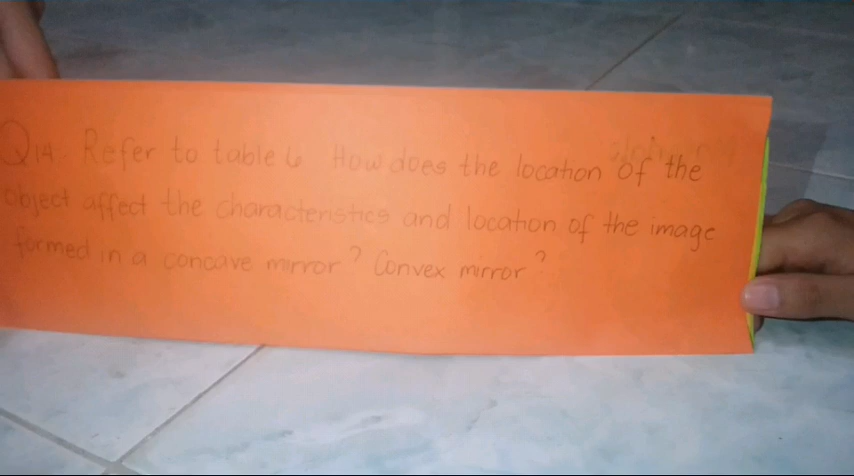 Q14. Refer to table 6 How does the location of the
object affect the characteristics and location of the image
formed in a concave mirror? Convex mirror?